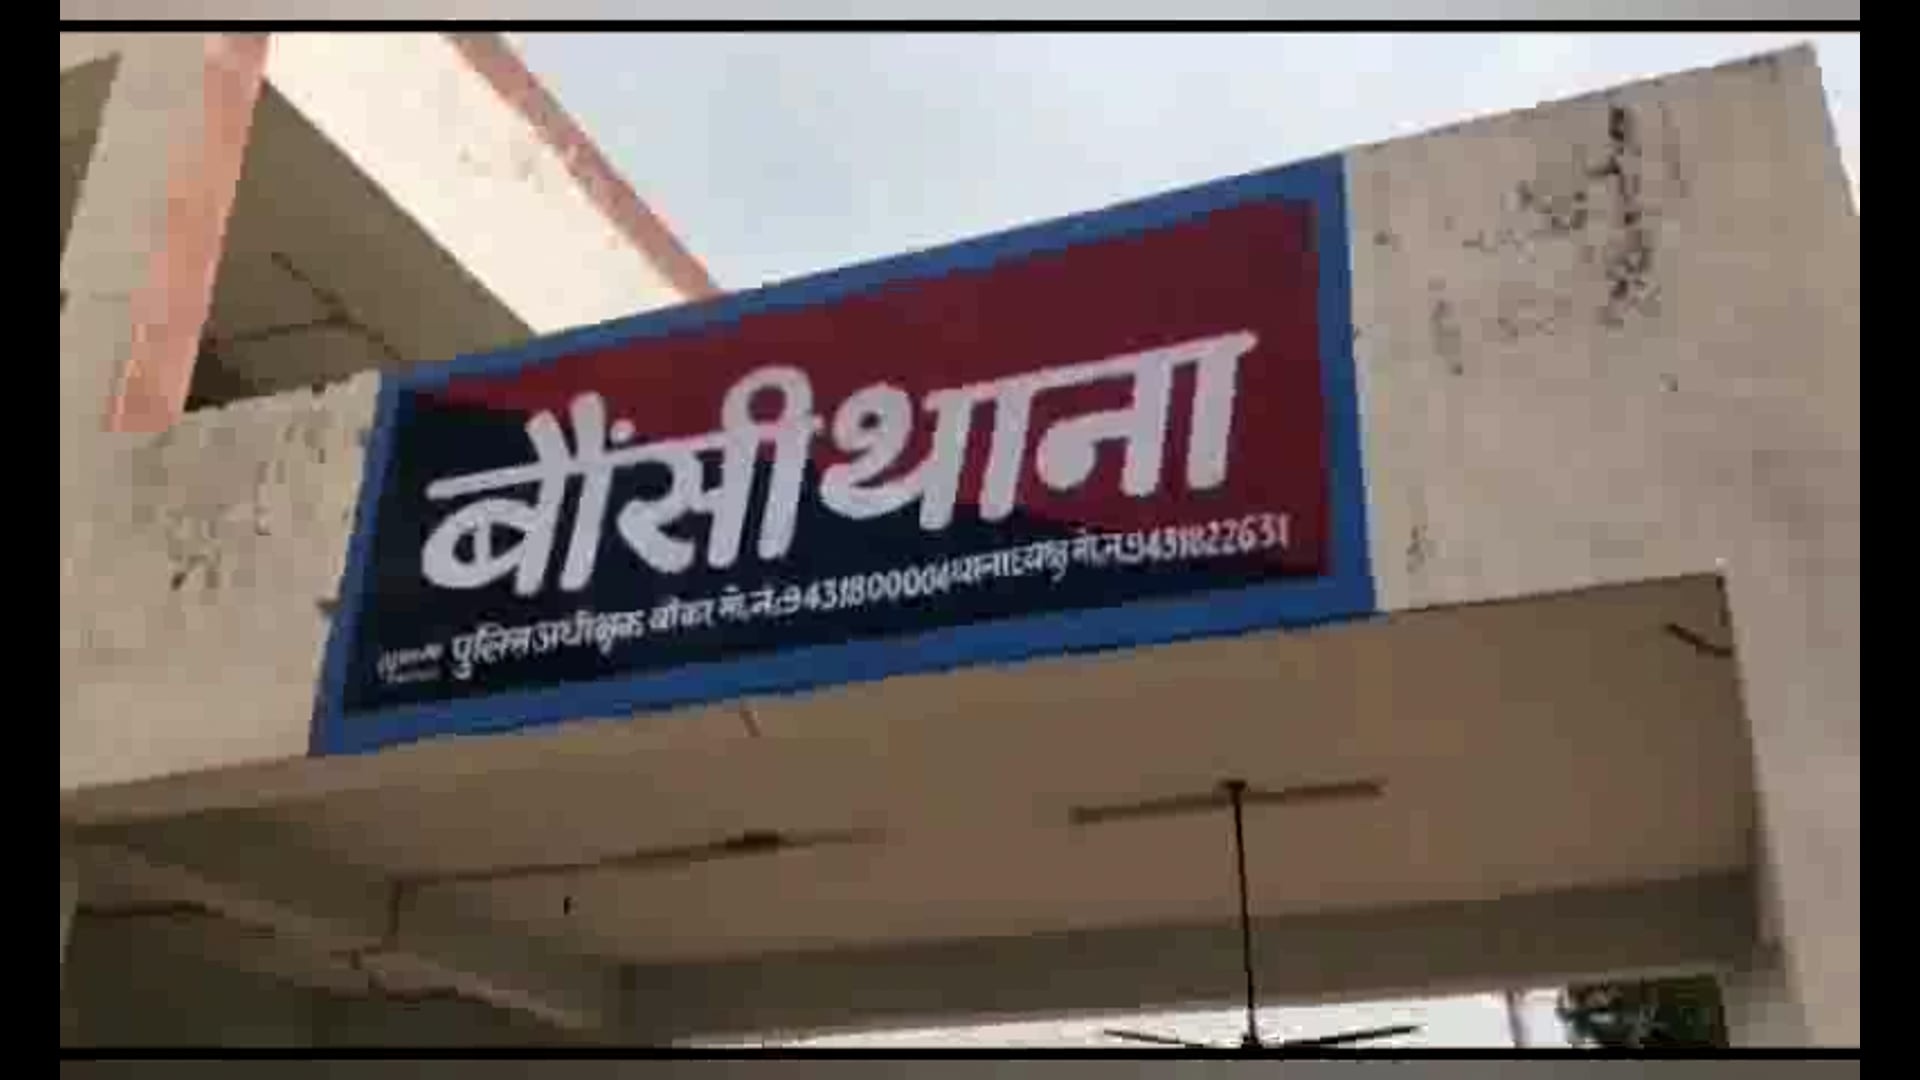 बौंसी थाना
पुलिस अधीक्षक बाँका मो.नं.-9431800004 थानाध्यक्ष मो.नं.9431822631